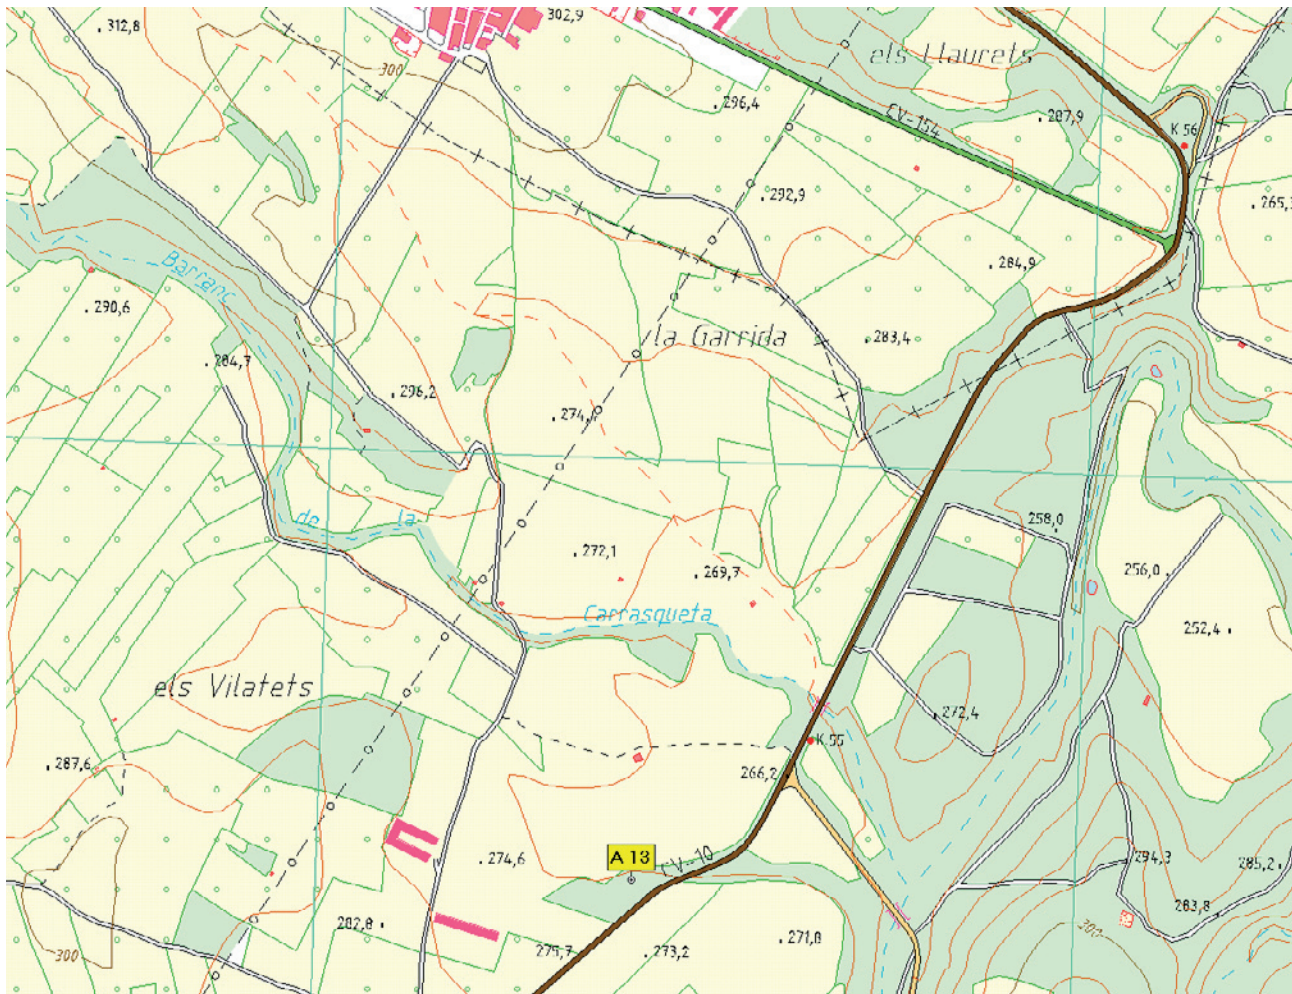 312,8
302,9
els Llaurets
300
296,4
287,9
CV-154
K 56
292,9
265,3
Barranc
284,9
290,6
la Garrida
283,4
284,7
296,2
274,
de la
258,0
272,1
269,7
256,0
Carrasqueta
252,4
els Vilatets
272,4
K 55
287,6
266,2
A 13
CV-10
274,6
294,3
285,2
283,8
282,8
300
271,8
300
275,7
273,2